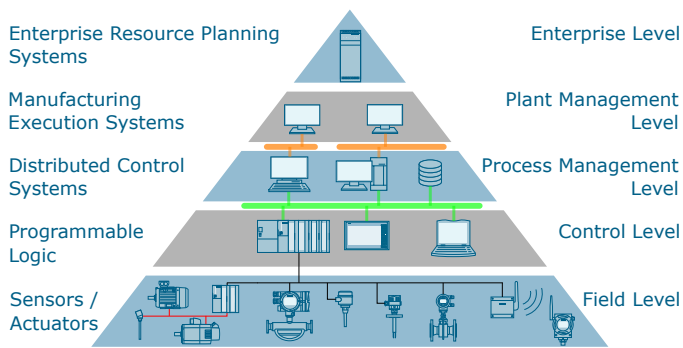 Enterprise Resource Planning
Systems
Enterprise Level
Manufacturing
Execution Systems
Plant Management
Level
Distributed Control
Systems
Process Management
Level
Programmable
Logic
Control Level
Sensors /
Actuators
Field Level